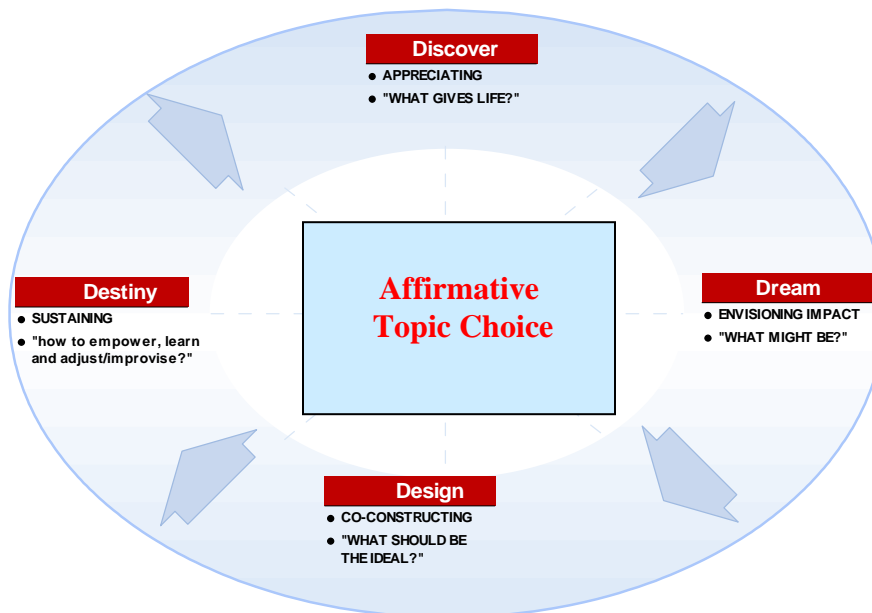 Discover
● APPRECIATING
● "WHAT GIVES LIFE?"
Destiny
● SUSTAINING
● "how to empower, learn
and adjust/improvise?"
Affirmative
Topic Choice
Dream
● ENVISIONING IMPACT
● "WHAT MIGHT BE?"
Design
● CO-CONSTRUCTING
● "WHAT SHOULD BE
THE IDEAL?"